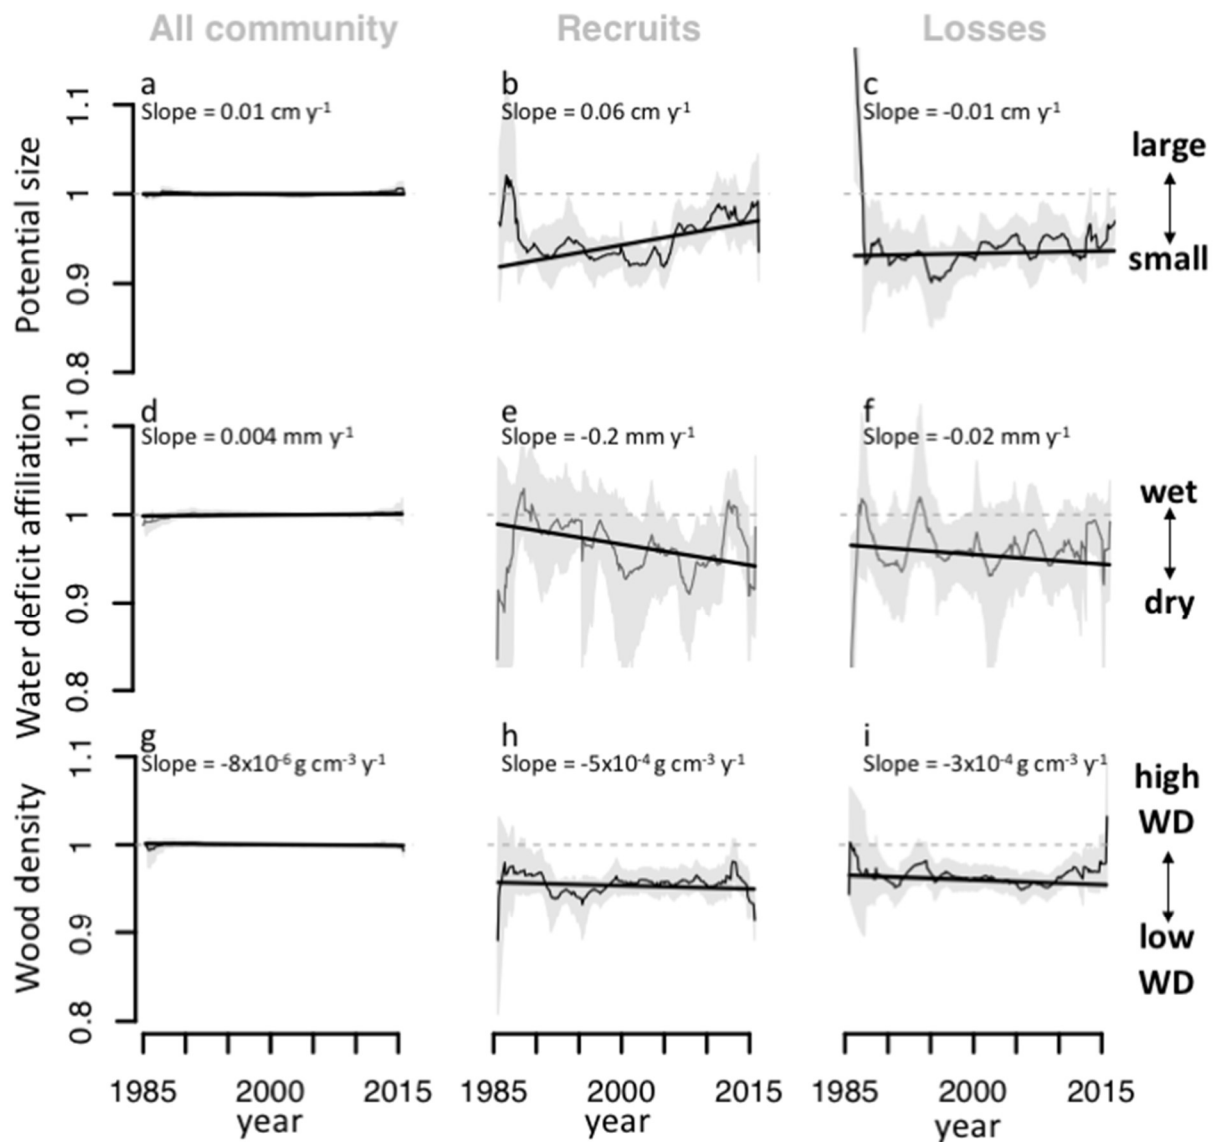 All community
Recruits
Losses
a
Slope = 0.01 cm y-1
b
Slope = 0.06 cm y-1
c
Slope = -0.01 cm y-1
Potential size
1.1
1
0.9
0.8
large
small
d
Slope = 0.004 mm y-1
e
Slope = -0.2 mm y-1
f
Slope = -0.02 mm y-1
Water deficit affiliation
1.1
1
0.9
0.8
wet
dry
g
Slope = -8x10-6 g cm-3 y-1
h
Slope = -5x10-4 g cm-3 y-1
i
Slope = -3x10-4 g cm-3 y-1
Wood density
1.1
1
0.9
0.8
high
WD
low
WD
1985 2000 2015
year
1985 2000 2015
year
1985 2000 2015
year